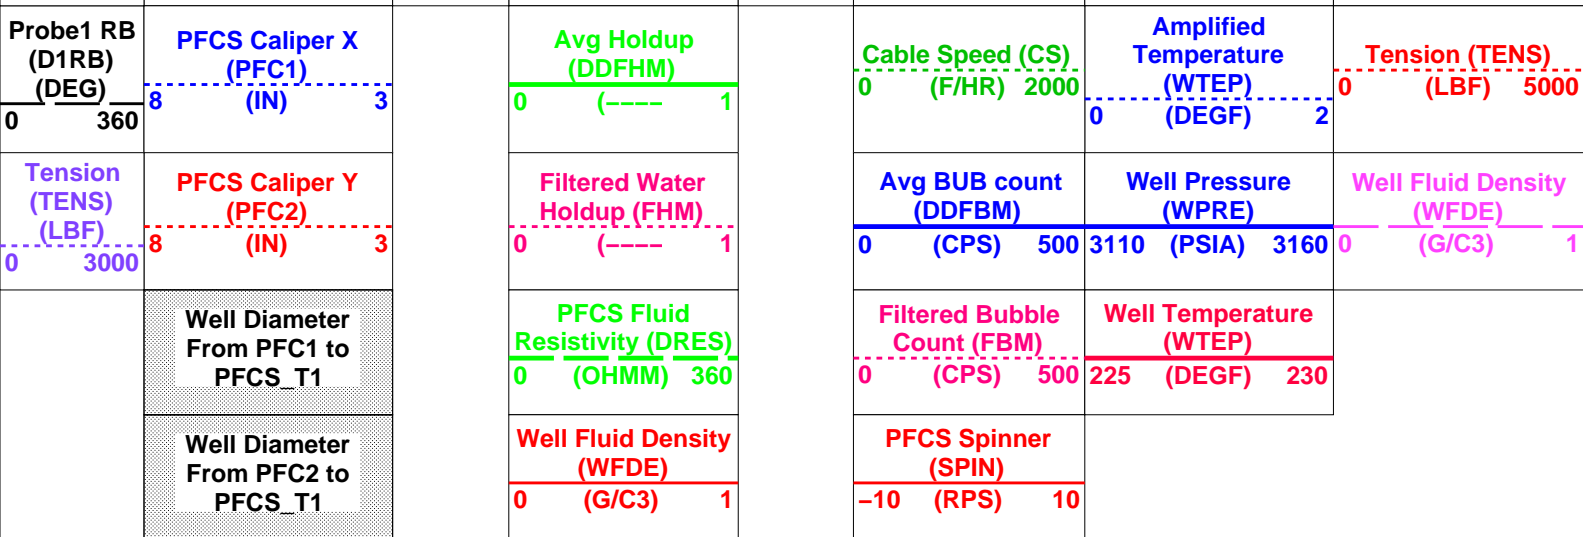 Probe1 RB
(D1RB)
(DEG)
0 360
PFCS Caliper X
(PFC1)
8 (IN) 3
Avg Holdup
(DDFHM)
0 (---- 1
Cable Speed (CS)
0 (F/HR) 2000
Amplified
Temperature
(WTEP)
0 (DEGF) 2
Tension (TENS)
0 (LBF) 5000
Tension
(TENS)
(LBF)
0 3000
PFCS Caliper Y
(PFC2)
8 (IN) 3
Filtered Water
Holdup (FHM)
0 (---- 1
Avg BUB count
(DDFBM)
0 (CPS) 500
Well Pressure
(WPRE)
3110 (PSIA) 3160
Well Fluid Density
(WFDE)
0 (G/C3) 1
Well Diameter
From PFC1 to
PFCS_T1
PFCS Fluid
Resistivity (DRES)
0 (OHMM) 360
Filtered Bubble
Count (FBM)
0 (CPS) 500
Well Temperature
(WTEP)
225 (DEGF) 230
Well Diameter
From PFC2 to
PFCS_T1
Well Fluid Density
(WFDE)
0 (G/C3) 1
PFCS Spinner
(SPIN)
−10 (RPS) 10